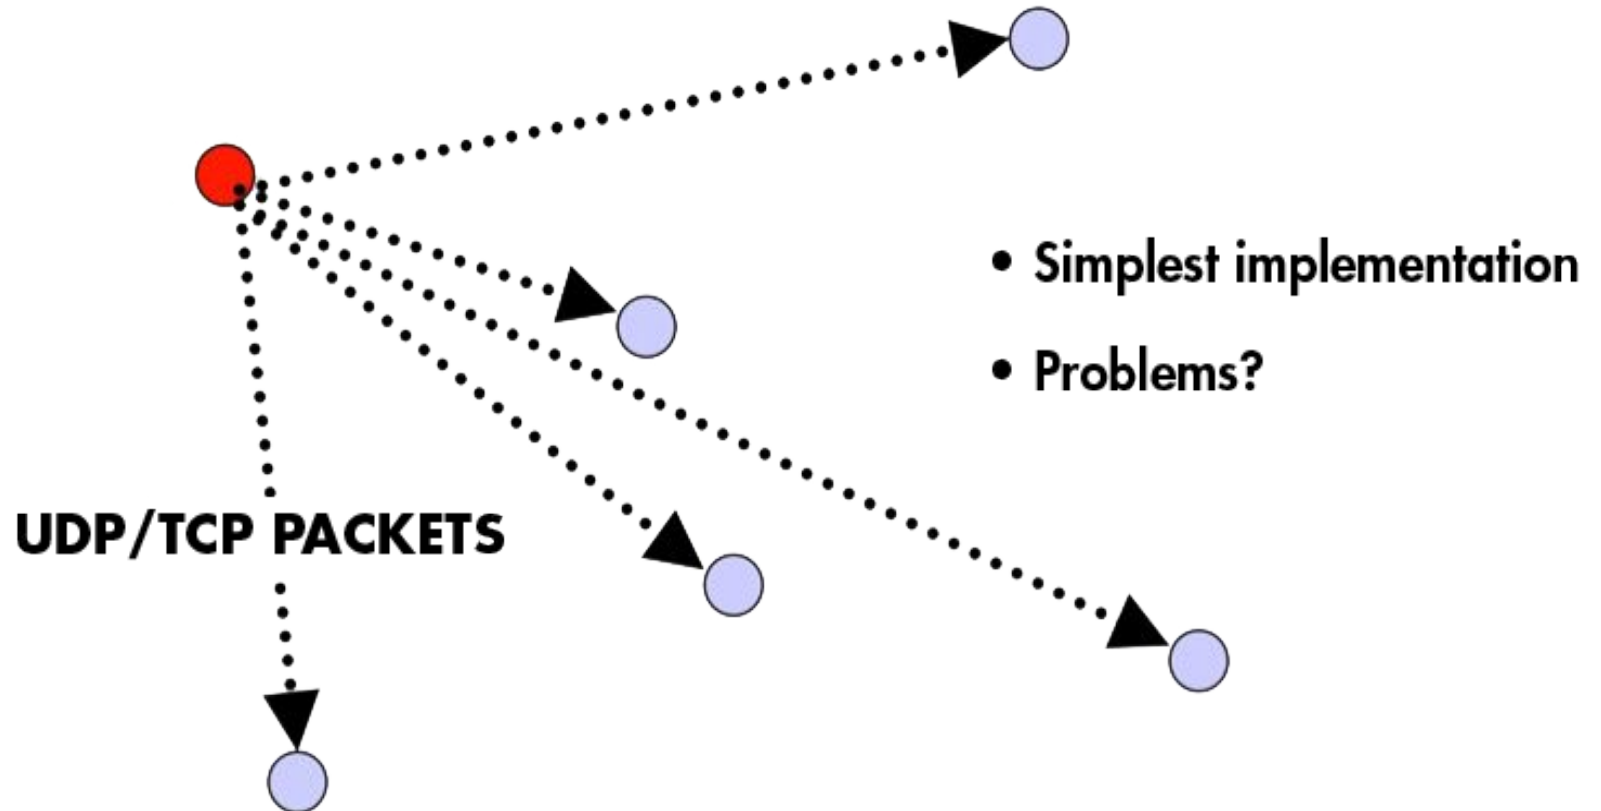 • Simplest implementation
• Problems?
UDP/TCP PACKETS